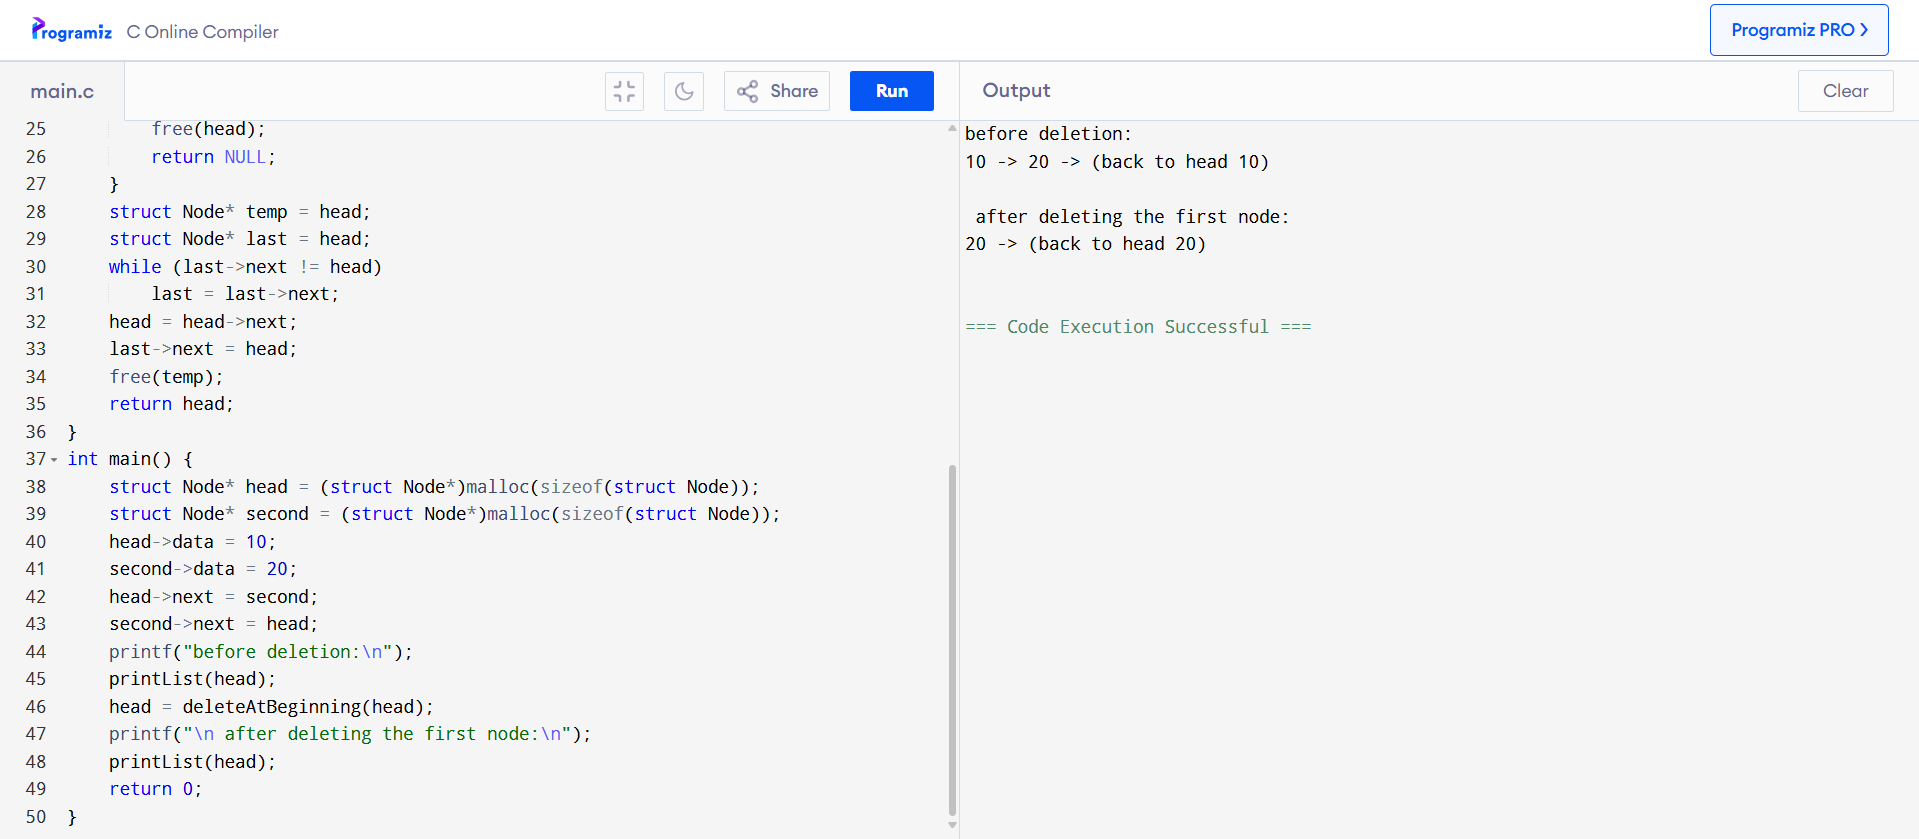 Programiz C Online Compiler
Programiz PRO >
main.c
Share
Run
Output
Clear
25         free(head);
26         return NULL;
27     }
28     struct Node* temp = head;
29     struct Node* last = head;
30     while (last->next != head)
31         last = last->next;
32     head = head->next;
33     last->next = head;
34     free(temp);
35     return head;
36 }
37 int main() {
38     struct Node* head = (struct Node*)malloc(sizeof(struct Node));
39     struct Node* second = (struct Node*)malloc(sizeof(struct Node));
40     head->data = 10;
41     second->data = 20;
42     head->next = second;
43     second->next = head;
44     printf("before deletion:\n");
45     printList(head);
46     head = deleteAtBeginning(head);
47     printf("\n after deleting the first node:\n");
48     printList(head);
49     return 0;
50 }
before deletion:
10 -> 20 -> (back to head 10)
 after deleting the first node:
20 -> (back to head 20)
=== Code Execution Successful ===